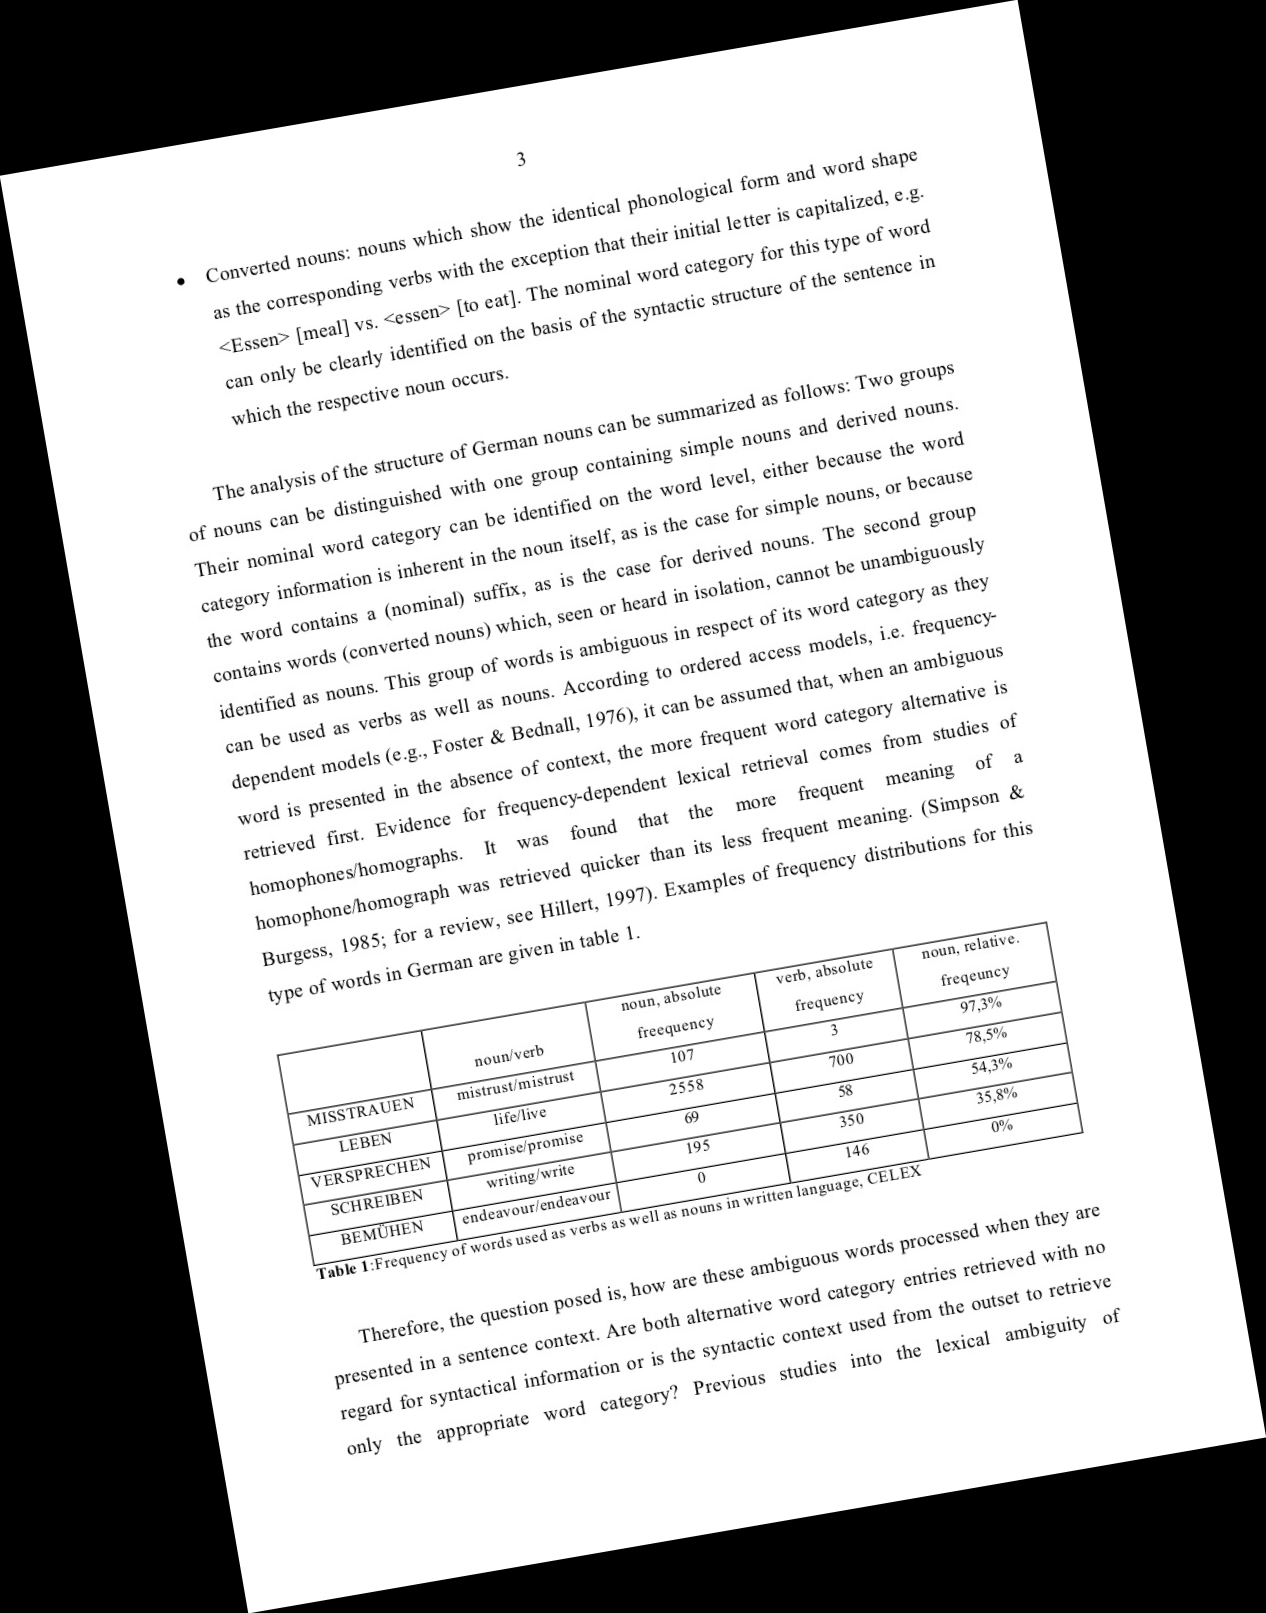 3
• Converted nouns: nouns which show the identical phonological form and word shape
as the corresponding verbs with the exception that their initial letter is capitalized, e.g.
<Essen> [meal] vs. <essen> [to eat]. The nominal word category for this type of word
can only be clearly identified on the basis of the syntactic structure of the sentence in
which the respective noun occurs.
The analysis of the structure of German nouns can be summarized as follows: Two groups
of nouns can be distinguished with one group containing simple nouns and derived nouns.
Their nominal word category can be identified on the word level, either because the word
category information is inherent in the noun itself, as is the case for simple nouns, or because
the word contains a (nominal) suffix, as is the case for derived nouns. The second group
contains words (converted nouns) which, seen or heard in isolation, cannot be unambiguously
identified as nouns. This group of words is ambiguous in respect of its word category as they
can be used as verbs as well as nouns. According to ordered access models, i.e. frequency-
dependent models (e.g., Foster & Bednall, 1976), it can be assumed that, when an ambiguous
word is presented in the absence of context, the more frequent word category alternative is
retrieved first. Evidence for frequency-dependent lexical retrieval comes from studies of
homophones/homographs. It was found that the more frequent meaning of a
homophone/homograph was retrieved quicker than its less frequent meaning. (Simpson &
Burgess, 1985; for a review, see Hillert, 1997). Examples of frequency distributions for this
type of words in German are given in table 1.
noun/verb noun, absolute freequency verb, absolute frequency noun, relative. freqeuncy
MISSTRAUEN mistrust/mistrust 107 3 97,3%
LEBEN life/live 2558 700 78,5%
VERSPRECHEN promise/promise 69 58 54,3%
SCHREIBEN writing/write 195 350 35,8%
BEMÜHEN endeavour/endeavour 0 146 0%
Table 1:Frequency of words used as verbs as well as nouns in written language, CELEX
Therefore, the question posed is, how are these ambiguous words processed when they are
presented in a sentence context. Are both alternative word category entries retrieved with no
regard for syntactical information or is the syntactic context used from the outset to retrieve
only the appropriate word category? Previous studies into the lexical ambiguity of